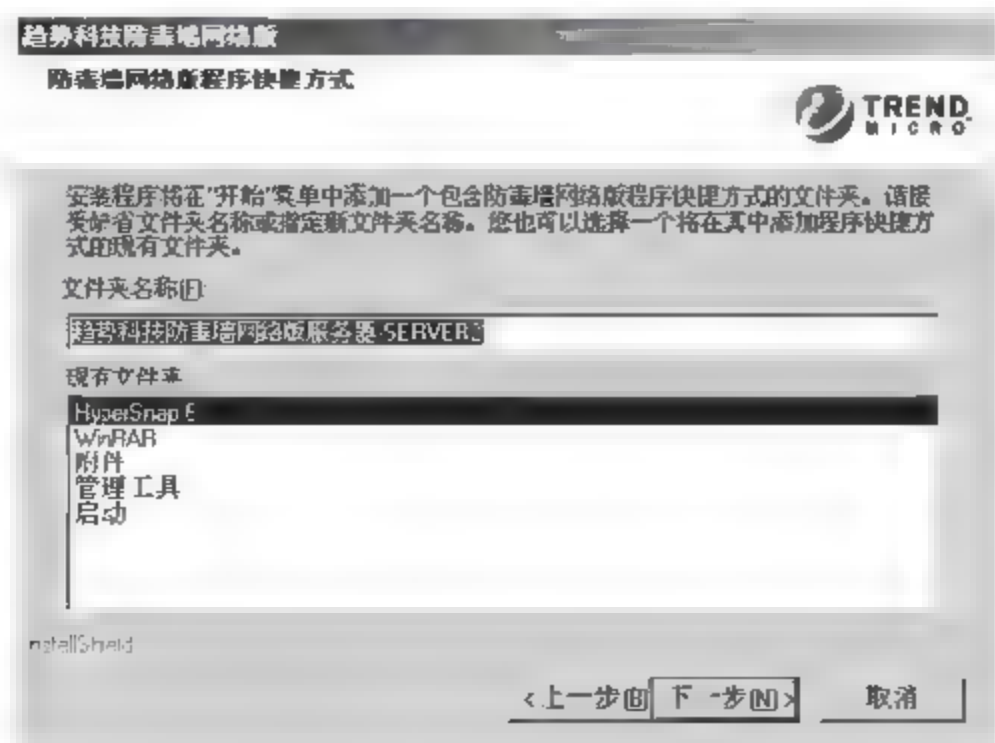 趋势科技防毒墙网络版
防毒墙网络版程序快捷方式
TREND
MICRO
安装程序将在"开始"菜单中添加一个包含防毒墙网络版程序快捷方式的文件夹。请接
受缺省文件夹名称或指定新文件夹名称。您也可以选择一个将在其中添加程序快捷方
式的现有文件夹。
文件夹名称(F):
趋势科技防毒墙网络版服务器-SERVER
现有文件夹
HyperSnap 6
WinRAR
附件
管理工具
启动
InstallShield
<上一步(B) 下一步(N)> 取消